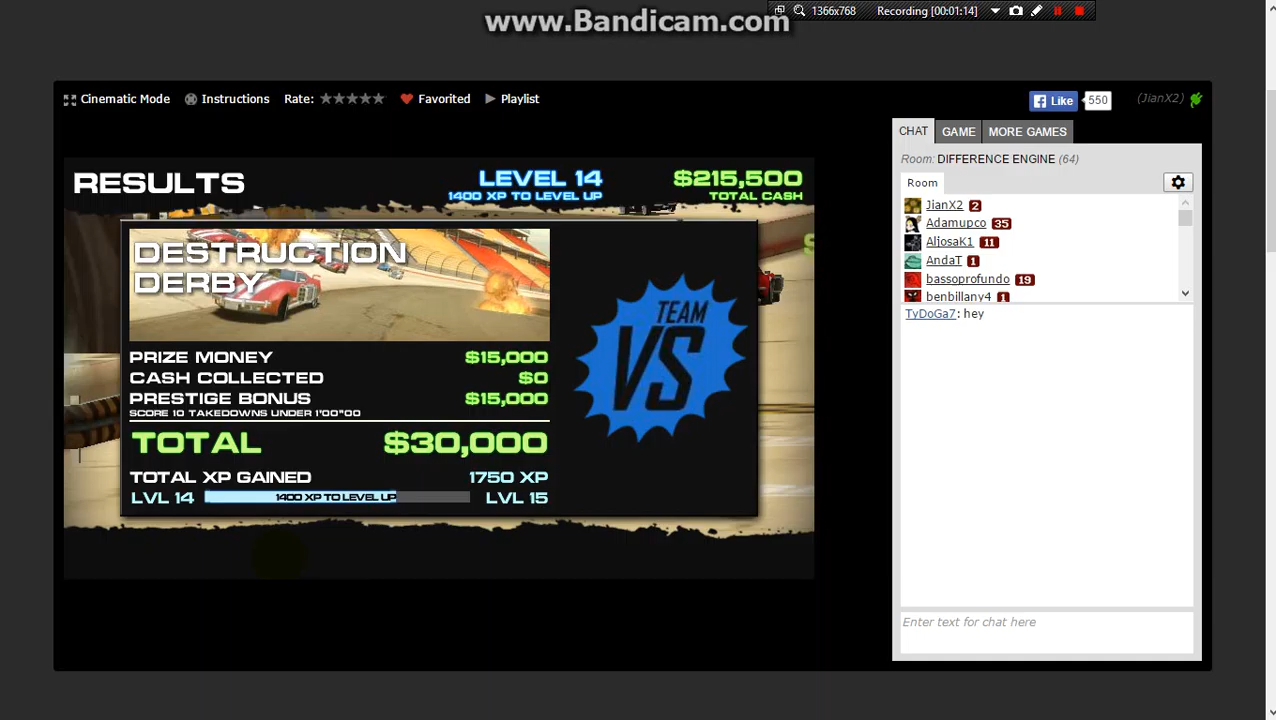 www.Bandicam.com
1366x768
Recording [00:01:14]
Cinematic Mode
Instructions
Rate:
Favorited
Playlist
Like
550
(JianX2)
RESULTS
LEVEL 14
1400 XP TO LEVEL UP
$215,500
TOTAL CASH
DESTRUCTION
DERBY
PRIZE MONEY $15,000
CASH COLLECTED $0
PRESTIGE BONUS $15,000
SCORE 10 TAKEDOWNS UNDER 1'00"00
TOTAL $30,000
TOTAL XP GAINED 1750 XP
LVL 14 1400 XP TO LEVEL UP LVL 15
TEAM
VS
CHAT GAME MORE GAMES
Room: DIFFERENCE ENGINE (64)
Room
JianX2 2
Adamupco 35
AljosaK1 11
AndaT 1
bassoprofundo 19
benbillany4 1
TyDoGa7: hey
Enter text for chat here